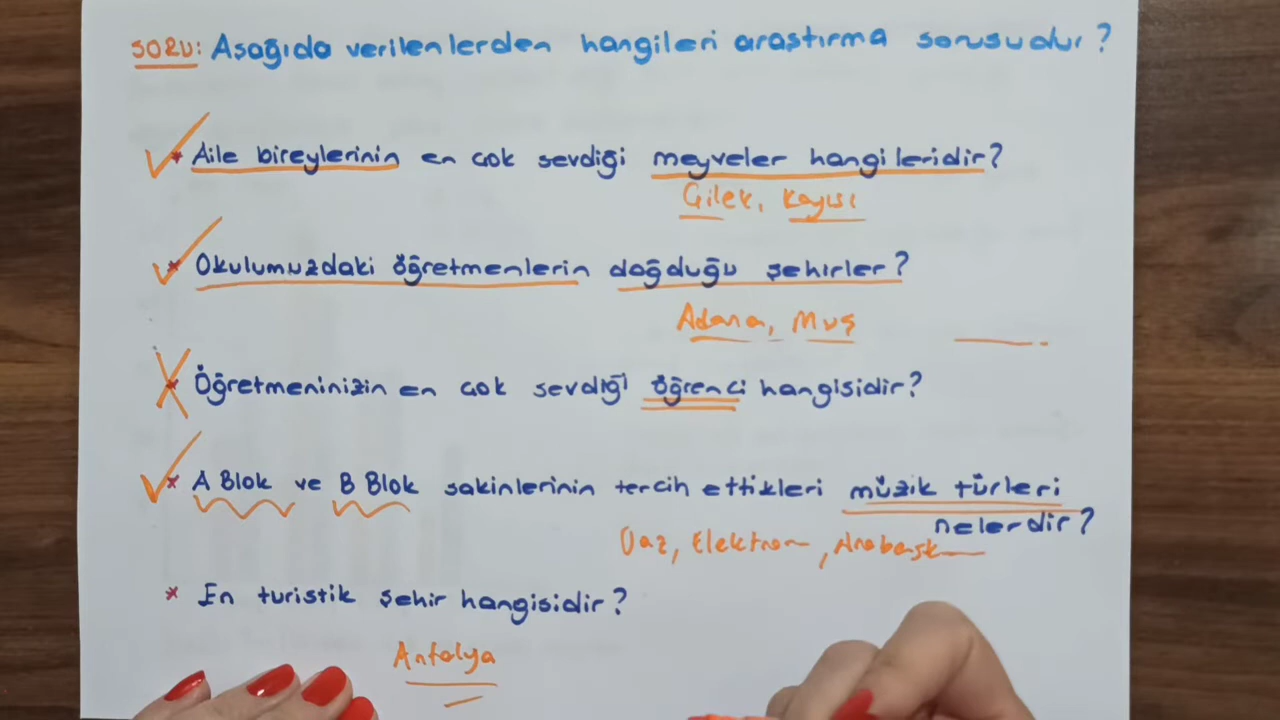 SORU: Aşağıda verilenlerden hangileri araştırma sorusudur?
* Aile bireylerinin en çok sevdiği meyveler hangileridir?
Çilek, Kayısı
* Okulumuzdaki öğretmenlerin doğduğu şehirler?
Adana, Muş
* Öğretmeninizin en çok sevdiği öğrenci hangisidir?
* A Blok ve B Blok sakinlerinin tercih ettikleri müzik türleri
nelerdir?
Caz, Elektron, Arabesk
* En turistik şehir hangisidir?
Antalya